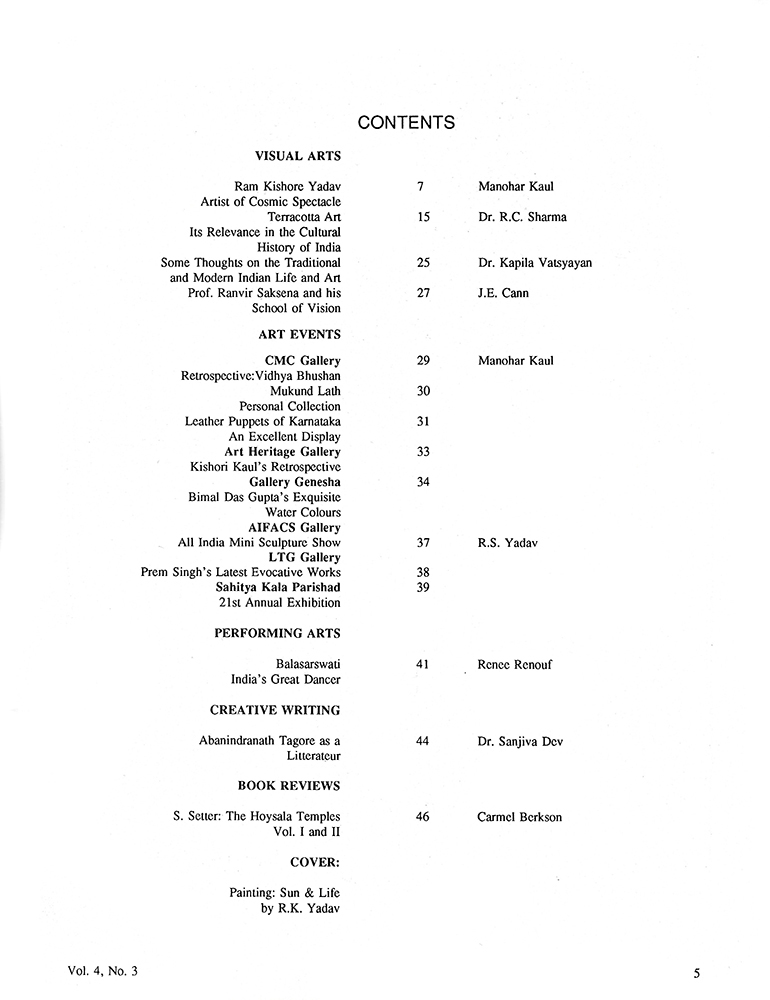 CONTENTS
VISUAL ARTS
Ram Kishore Yadav 7 Manohar Kaul
Artist of Cosmic Spectacle
Terracotta Art 15 Dr. R.C. Sharma
Its Relevance in the Cultural
History of India
Some Thoughts on the Traditional 25 Dr. Kapila Vatsyayan
and Modern Indian Life and Art
Prof. Ranvir Saksena and his 27 J.E. Cann
School of Vision
ART EVENTS
CMC Gallery 29 Manohar Kaul
Retrospective:Vidhya Bhushan
Mukund Lath 30
Personal Collection
Leather Puppets of Karnataka 31
An Excellent Display
Art Heritage Gallery 33
Kishori Kaul's Retrospective
Gallery Genesha 34
Bimal Das Gupta's Exquisite
Water Colours
AIFACS Gallery
All India Mini Sculpture Show 37 R.S. Yadav
LTG Gallery
Prem Singh's Latest Evocative Works 38
Sahitya Kala Parishad 39
21st Annual Exhibition
PERFORMING ARTS
Balasarswati 41 Renee Renouf
India's Great Dancer
CREATIVE WRITING
Abanindranath Tagore as a 44 Dr. Sanjiva Dev
Litterateur
BOOK REVIEWS
S. Setter: The Hoysala Temples 46 Carmel Berkson
Vol. I and II
COVER:
Painting: Sun & Life
by R.K. Yadav
Vol. 4, No. 3 5